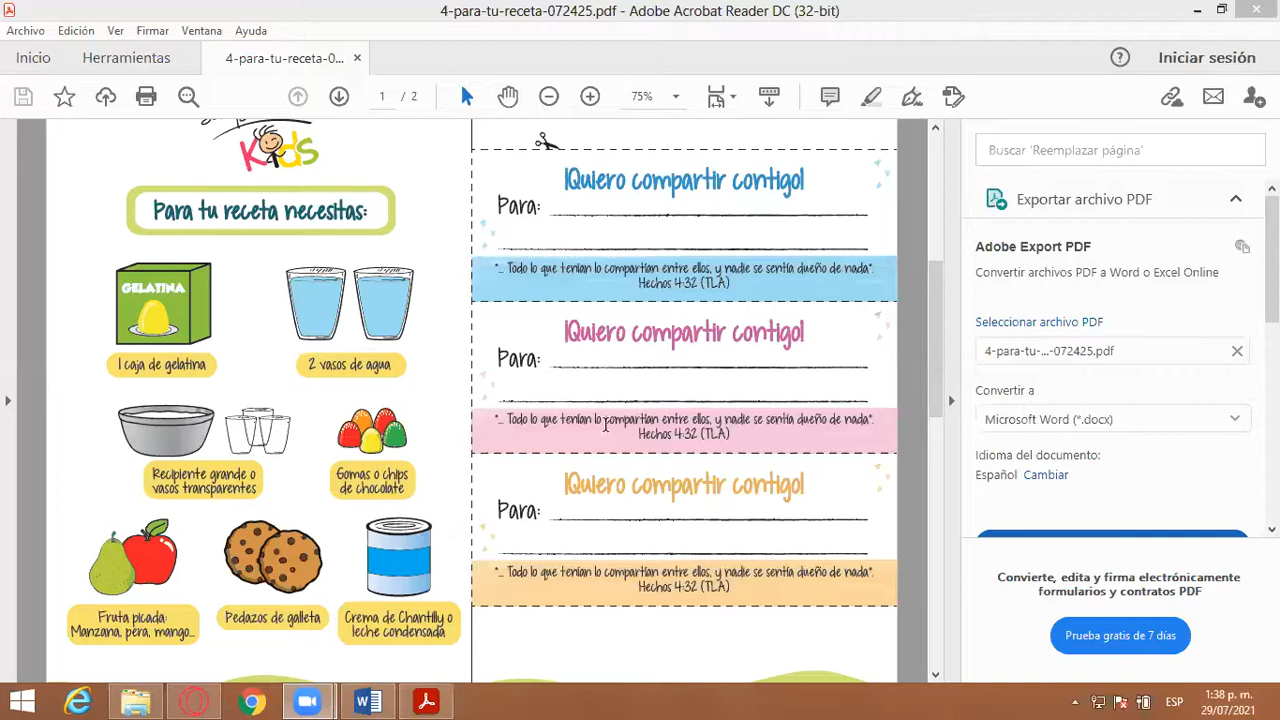 4-para-tu-receta-072425.pdf - Adobe Acrobat Reader DC (32-bit)
Archivo Edición Ver Firmar Ventana Ayuda
Inicio Herramientas 4-para-tu-receta-0... × Iniciar sesión
1 / 2 75%
Kids
Para tu receta necesitas:
GELATINA
1 caja de gelatina
2 vasos de agua
Recipiente grande o
vasos transparentes
Gomas o chips
de chocolate
Fruta picada:
Manzana, pera, mango...
Pedazos de galleta
Crema de Chantilly o
leche condensada
¡Quiero compartir contigo!
Para:
"... Todo lo que tenían lo compartían entre ellos, y nadie se sentía dueño de nada".
Hechos 4:32 (TLA)
¡Quiero compartir contigo!
Para:
"... Todo lo que tenían lo compartían entre ellos, y nadie se sentía dueño de nada".
Hechos 4:32 (TLA)
¡Quiero compartir contigo!
Para:
"... Todo lo que tenían lo compartían entre ellos, y nadie se sentía dueño de nada".
Hechos 4:32 (TLA)
Buscar 'Reemplazar página'
Exportar archivo PDF
Adobe Export PDF
Convertir archivos PDF a Word o Excel Online
Seleccionar archivo PDF
4-para-tu-...-072425.pdf
Convertir a
Microsoft Word (*.docx)
Idioma del documento:
Español Cambiar
Convierte, edita y firma electrónicamente
formularios y contratos PDF
Prueba gratis de 7 días
ESP
1:38 p. m.
29/07/2021